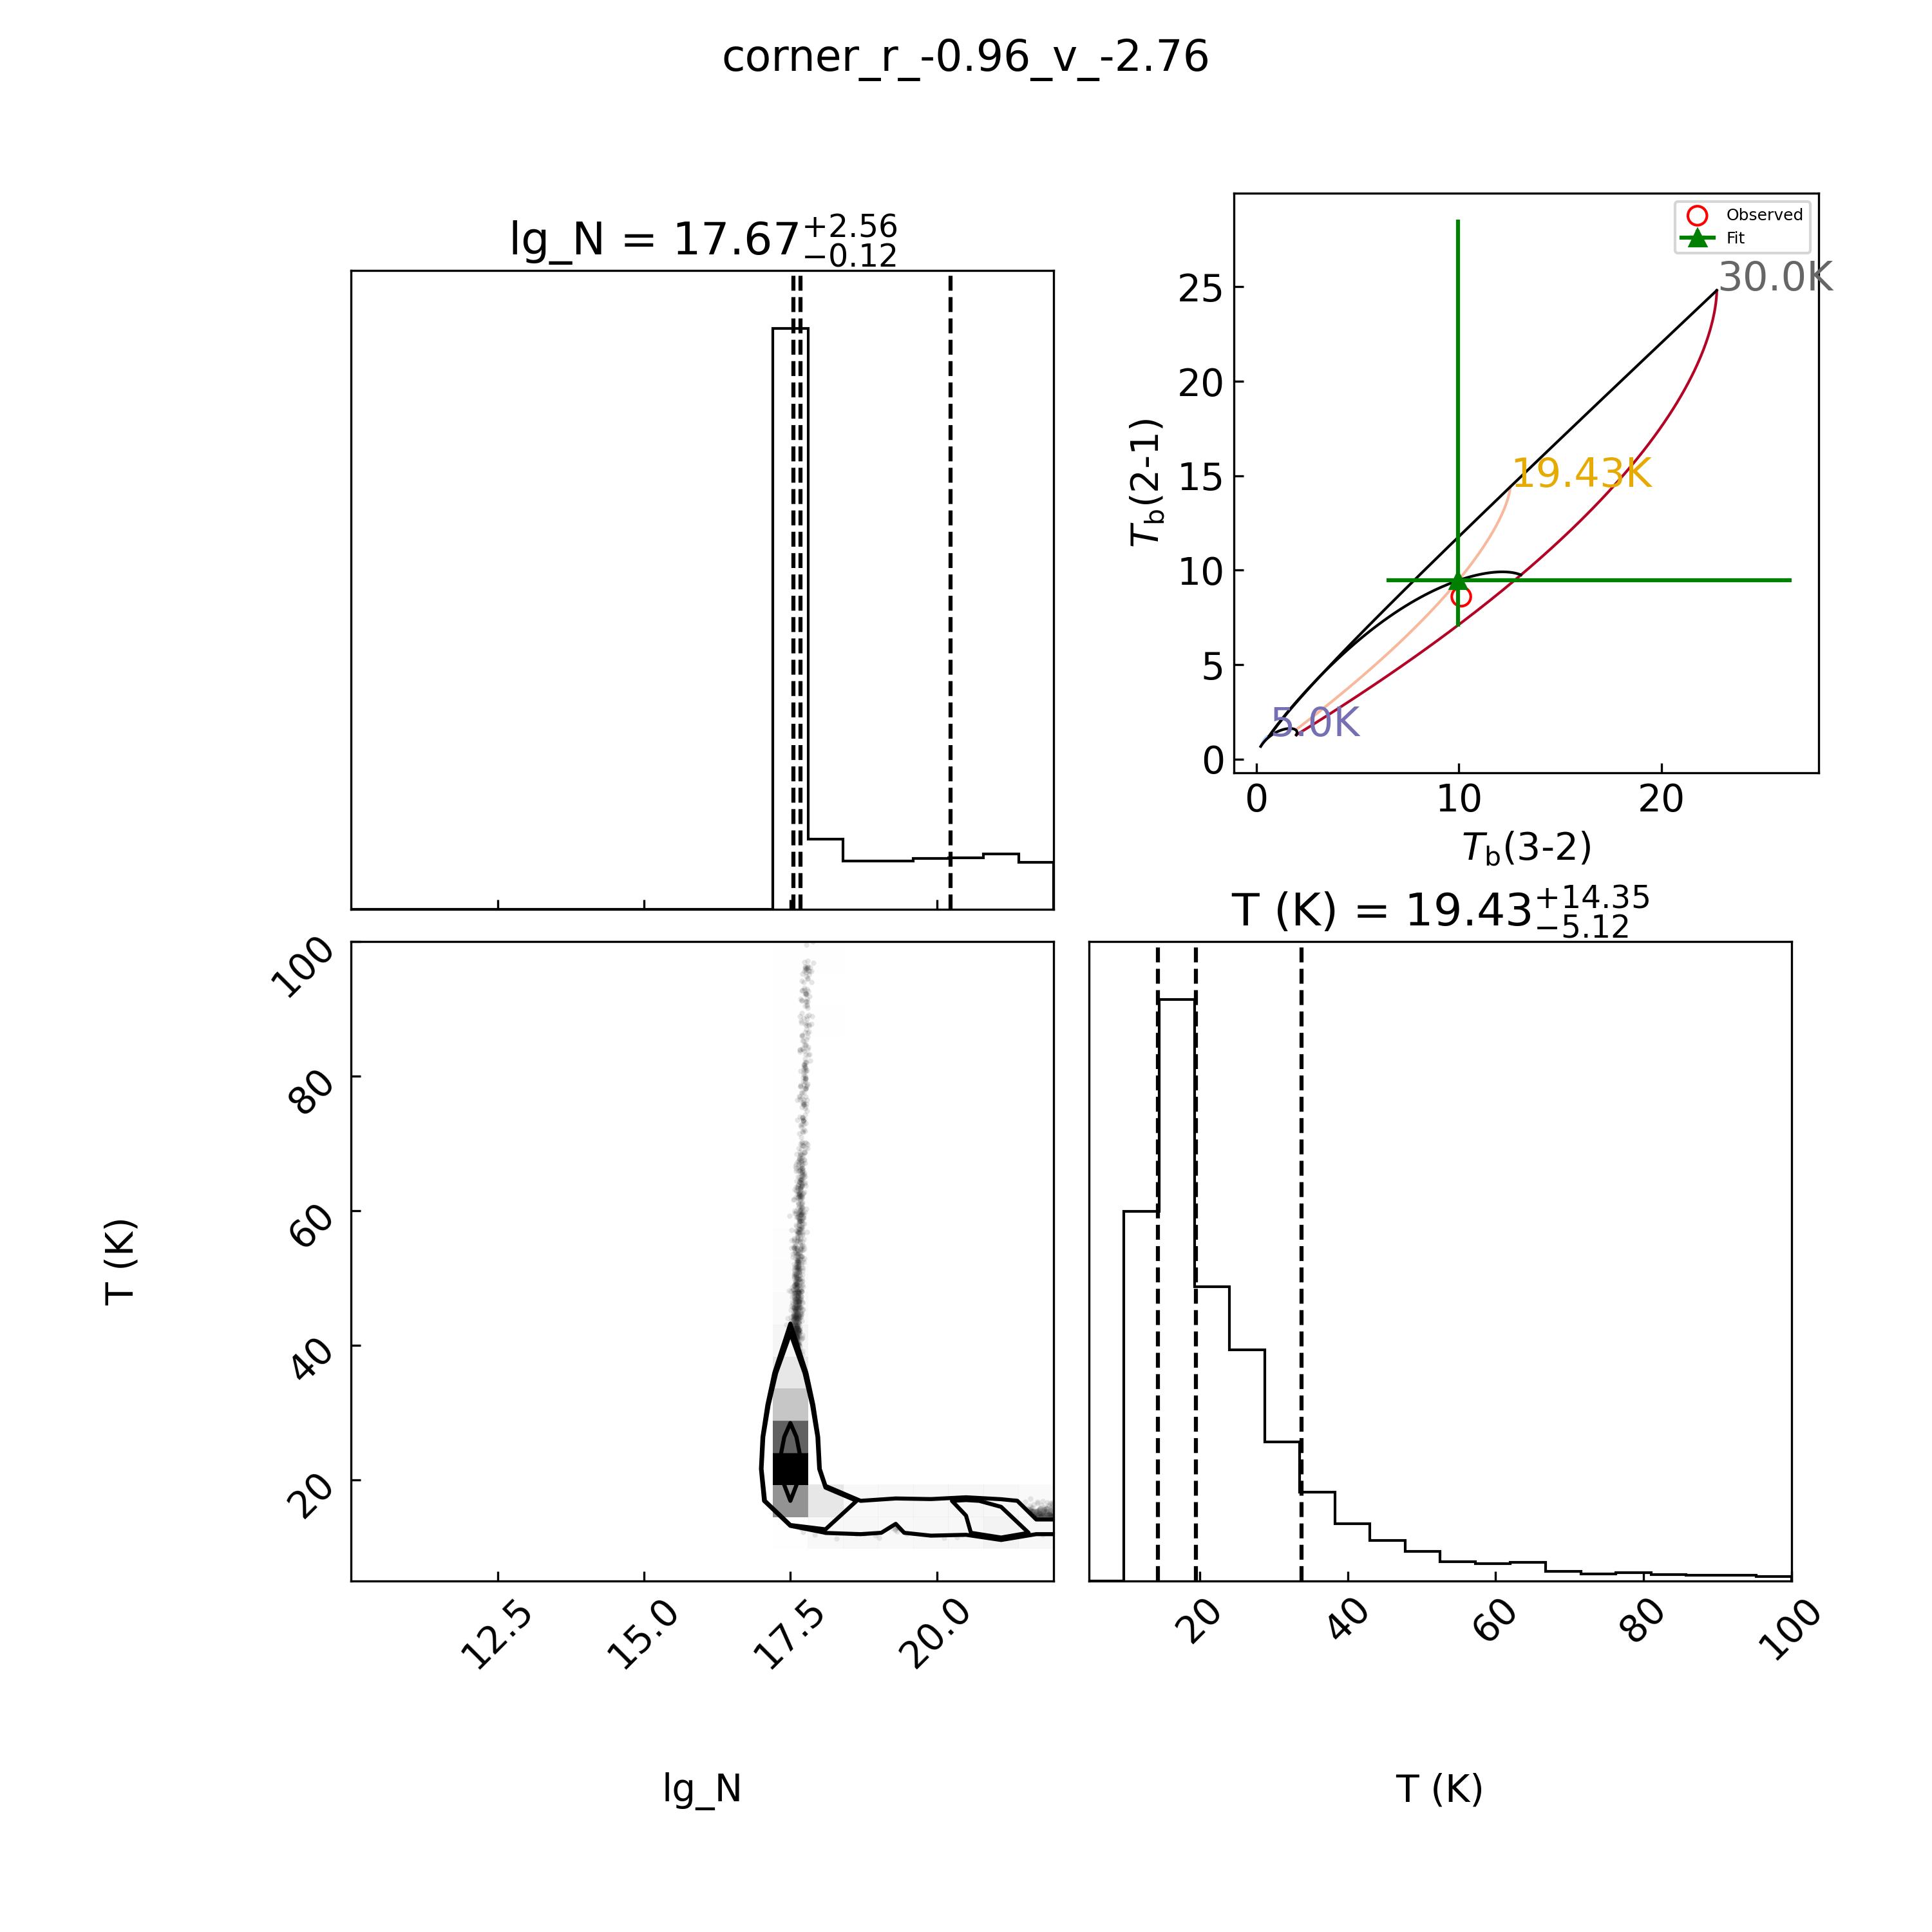 corner_r_-0.96_v_-2.76
lg_N = 17.67+2.56−0.12
Observed
Fit
30.0K
25
20
19.43K
15
10
5
5.0K
0
0 10 20
Tb(2-1)
Tb(3-2)
T (K) = 19.43+14.35−5.12
100
80
60
40
20
T (K)
12.5 15.0 17.5 20.0
20 40 60 80 100
lg_N
T (K)